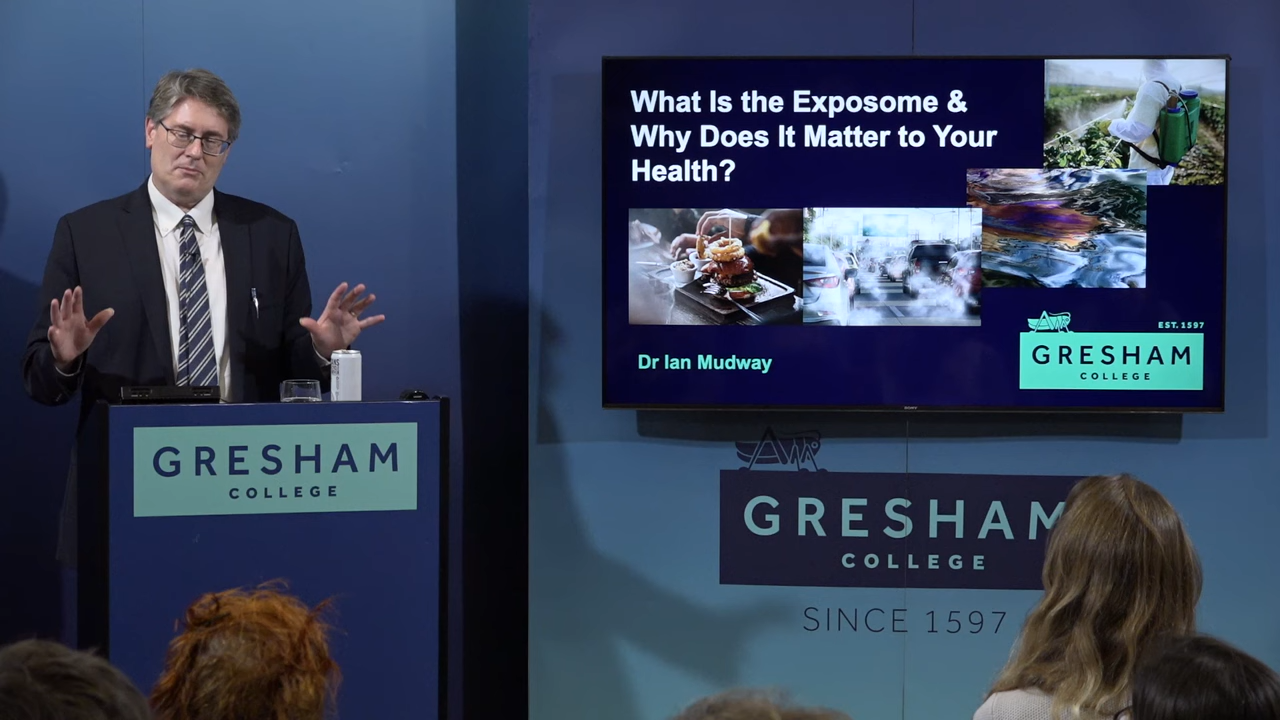 What Is the Exposome &
Why Does It Matter to Your
Health?
Dr Ian Mudway
EST. 1597
GRESHAM
COLLEGE
GRESHAM
COLLEGE
GRESHAM
COLLEGE
SINCE 1597